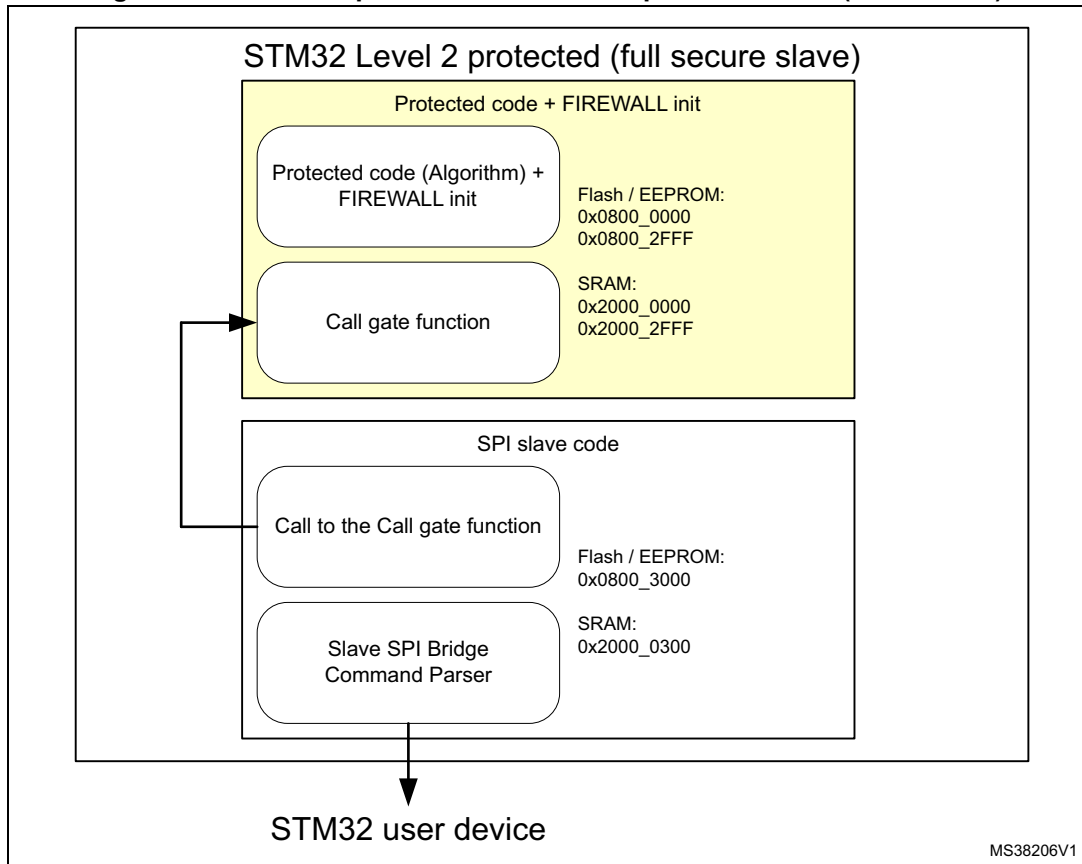 STM32 Level 2 protected (full secure slave)
Protected code + FIREWALL init
Protected code (Algorithm) +
FIREWALL init
Flash / EEPROM:
0x0800_0000
0x0800_2FFF
Call gate function
SRAM:
0x2000_0000
0x2000_2FFF
SPI slave code
Call to the Call gate function
Flash / EEPROM:
0x0800_3000
Slave SPI Bridge
Command Parser
SRAM:
0x2000_0300
STM32 user device
MS38206V1